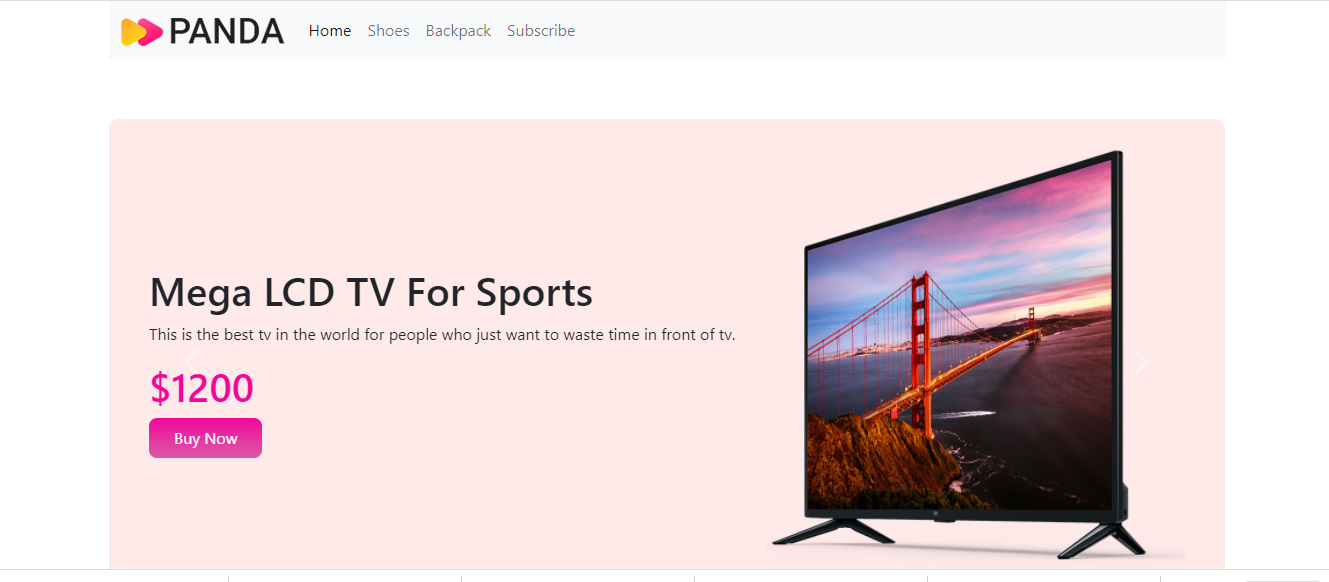 PANDA Home Shoes Backpack Subscribe
Mega LCD TV For Sports
This is the best tv in the world for people who just want to waste time in front of tv.
$1200
Buy Now